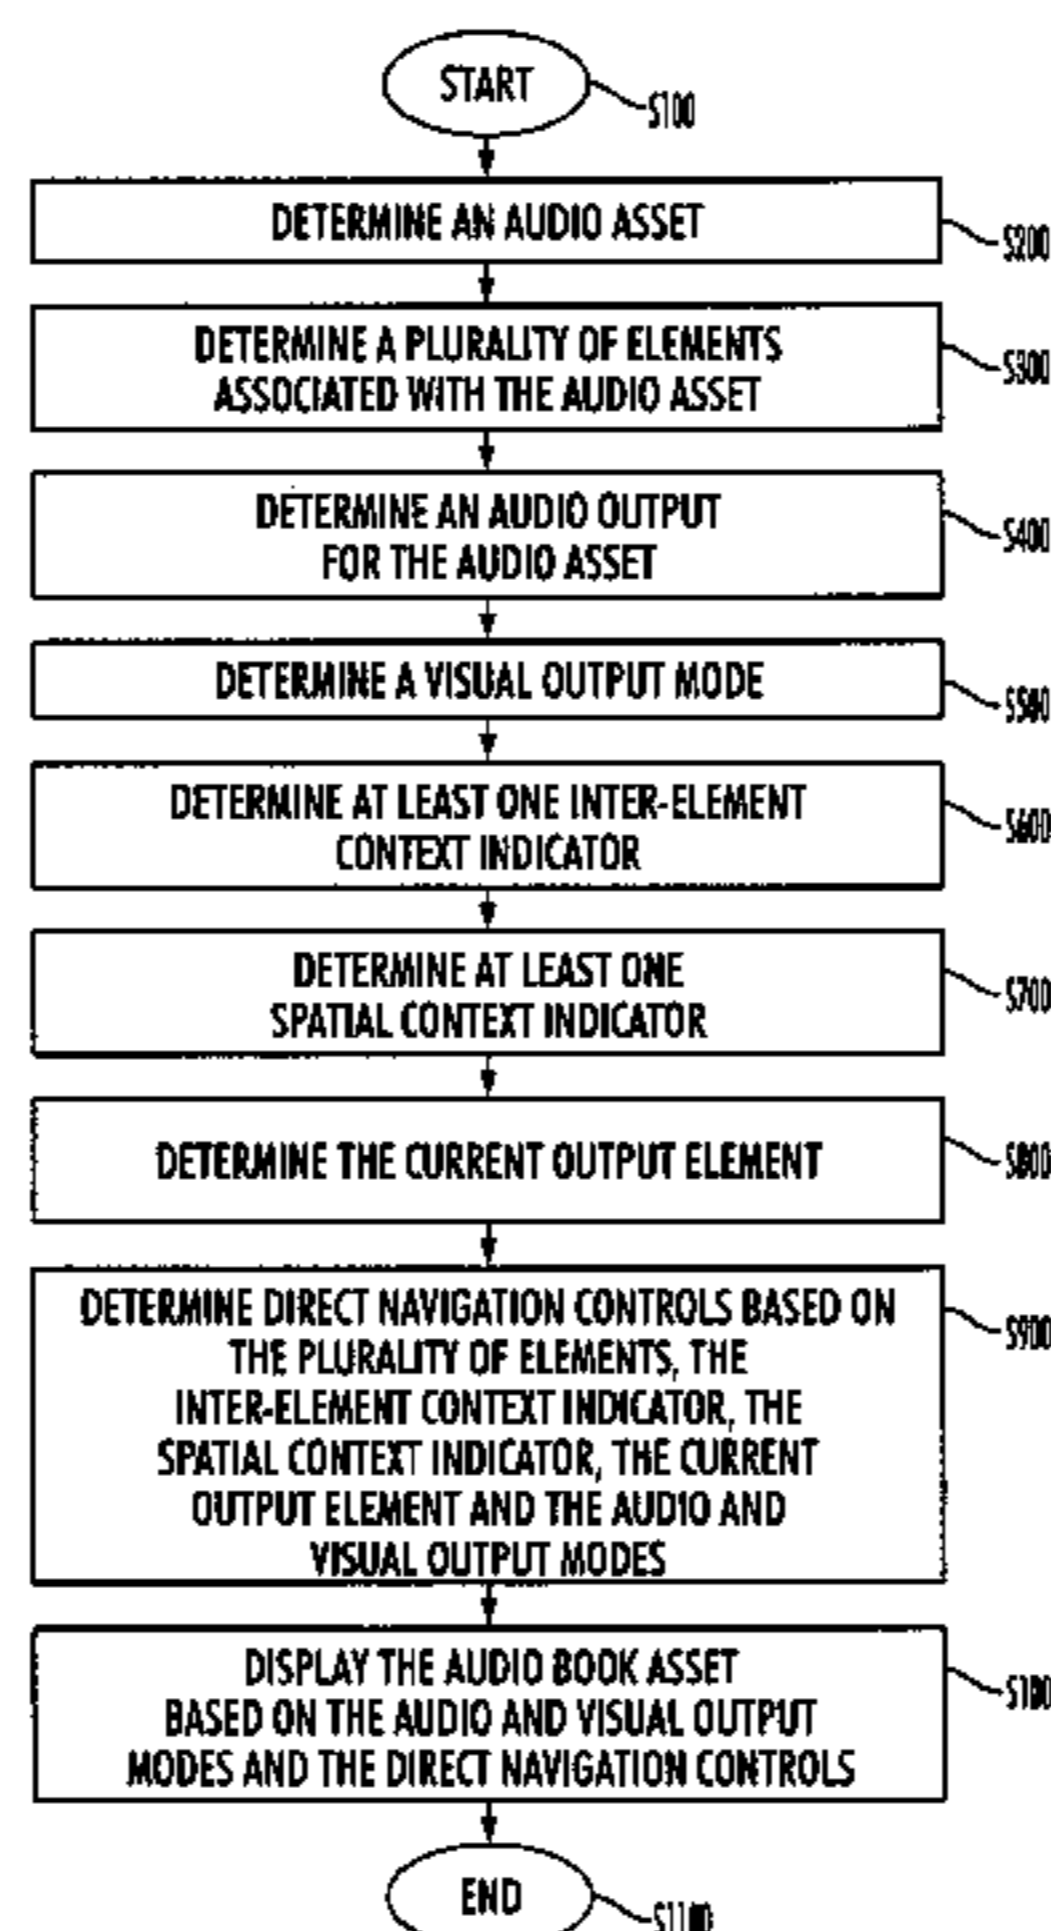 START
S100
DETERMINE AN AUDIO ASSET
S200
DETERMINE A PLURALITY OF ELEMENTS
ASSOCIATED WITH THE AUDIO ASSET
S300
DETERMINE AN AUDIO OUTPUT
FOR THE AUDIO ASSET
S400
DETERMINE A VISUAL OUTPUT MODE
S500
DETERMINE AT LEAST ONE INTER-ELEMENT
CONTEXT INDICATOR
S600
DETERMINE AT LEAST ONE
SPATIAL CONTEXT INDICATOR
S700
DETERMINE THE CURRENT OUTPUT ELEMENT
S800
DETERMINE DIRECT NAVIGATION CONTROLS BASED ON
THE PLURALITY OF ELEMENTS, THE
INTER-ELEMENT CONTEXT INDICATOR, THE
SPATIAL CONTEXT INDICATOR, THE CURRENT
OUTPUT ELEMENT AND THE AUDIO AND
VISUAL OUTPUT MODES
S900
DISPLAY THE AUDIO BOOK ASSET
BASED ON THE AUDIO AND VISUAL OUTPUT
MODES AND THE DIRECT NAVIGATION CONTROLS
END
S1100